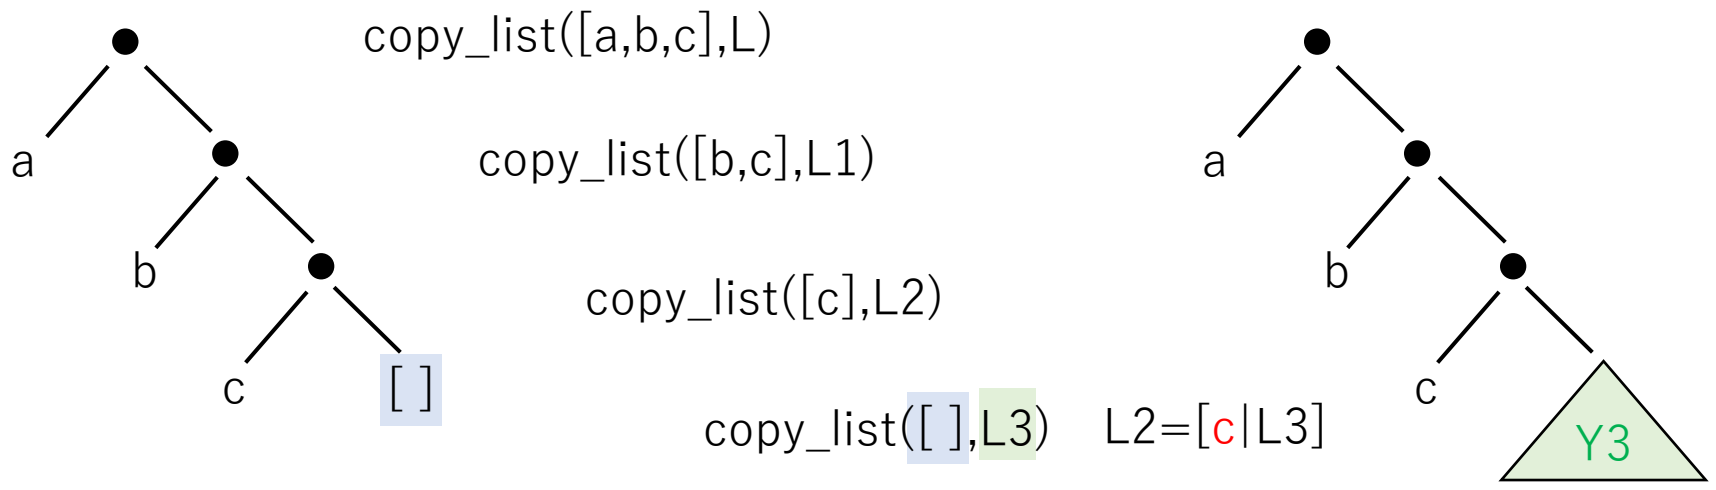 copy_list([a,b,c],L)
a
copy_list([b,c],L1)
a
b
copy_list([c],L2)
b
c
[ ]
copy_list([ ],L3)
L2=[c|L3]
c
Y3